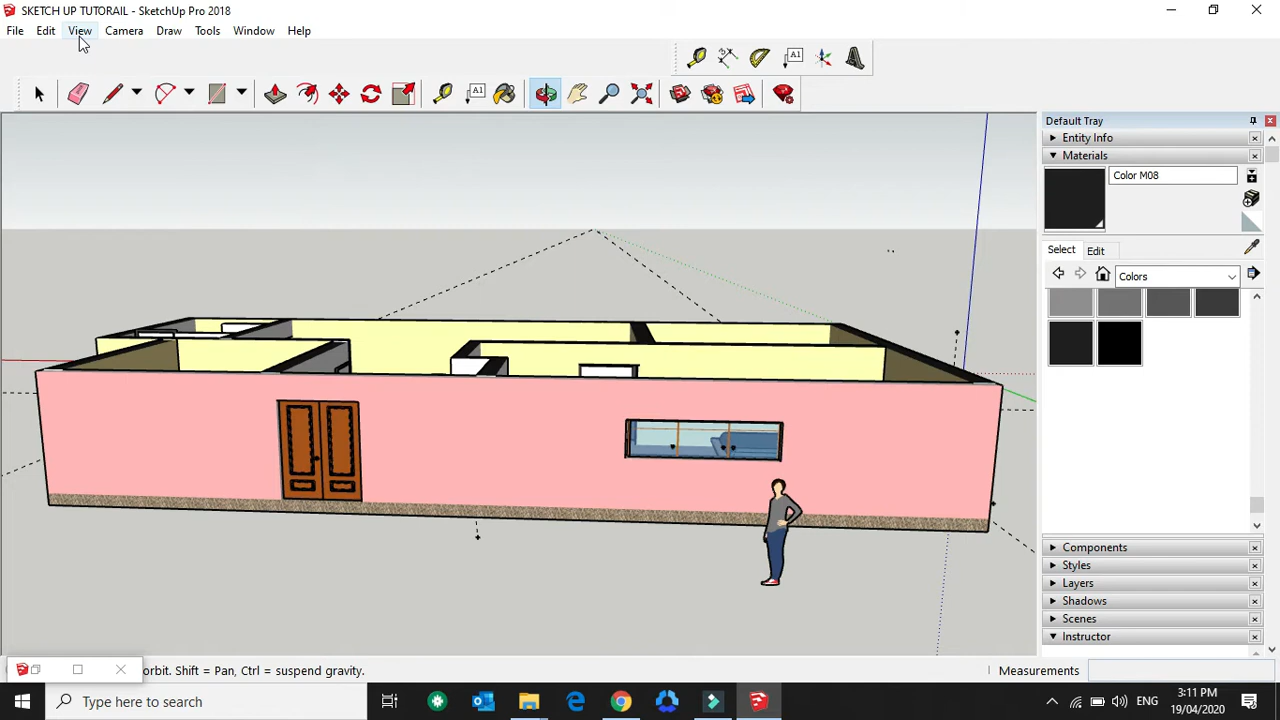 SKETCH UP TUTORAIL - SketchUp Pro 2018
File Edit View Camera Draw Tools Window Help
A1
A1
Default Tray
Entity Info
Materials
Color M08
Select Edit
Colors
Components
Styles
Layers
Shadows
Scenes
Instructor
orbit. Shift = Pan, Ctrl = suspend gravity.
Measurements
Type here to search
ENG
3:11 PM
19/04/2020